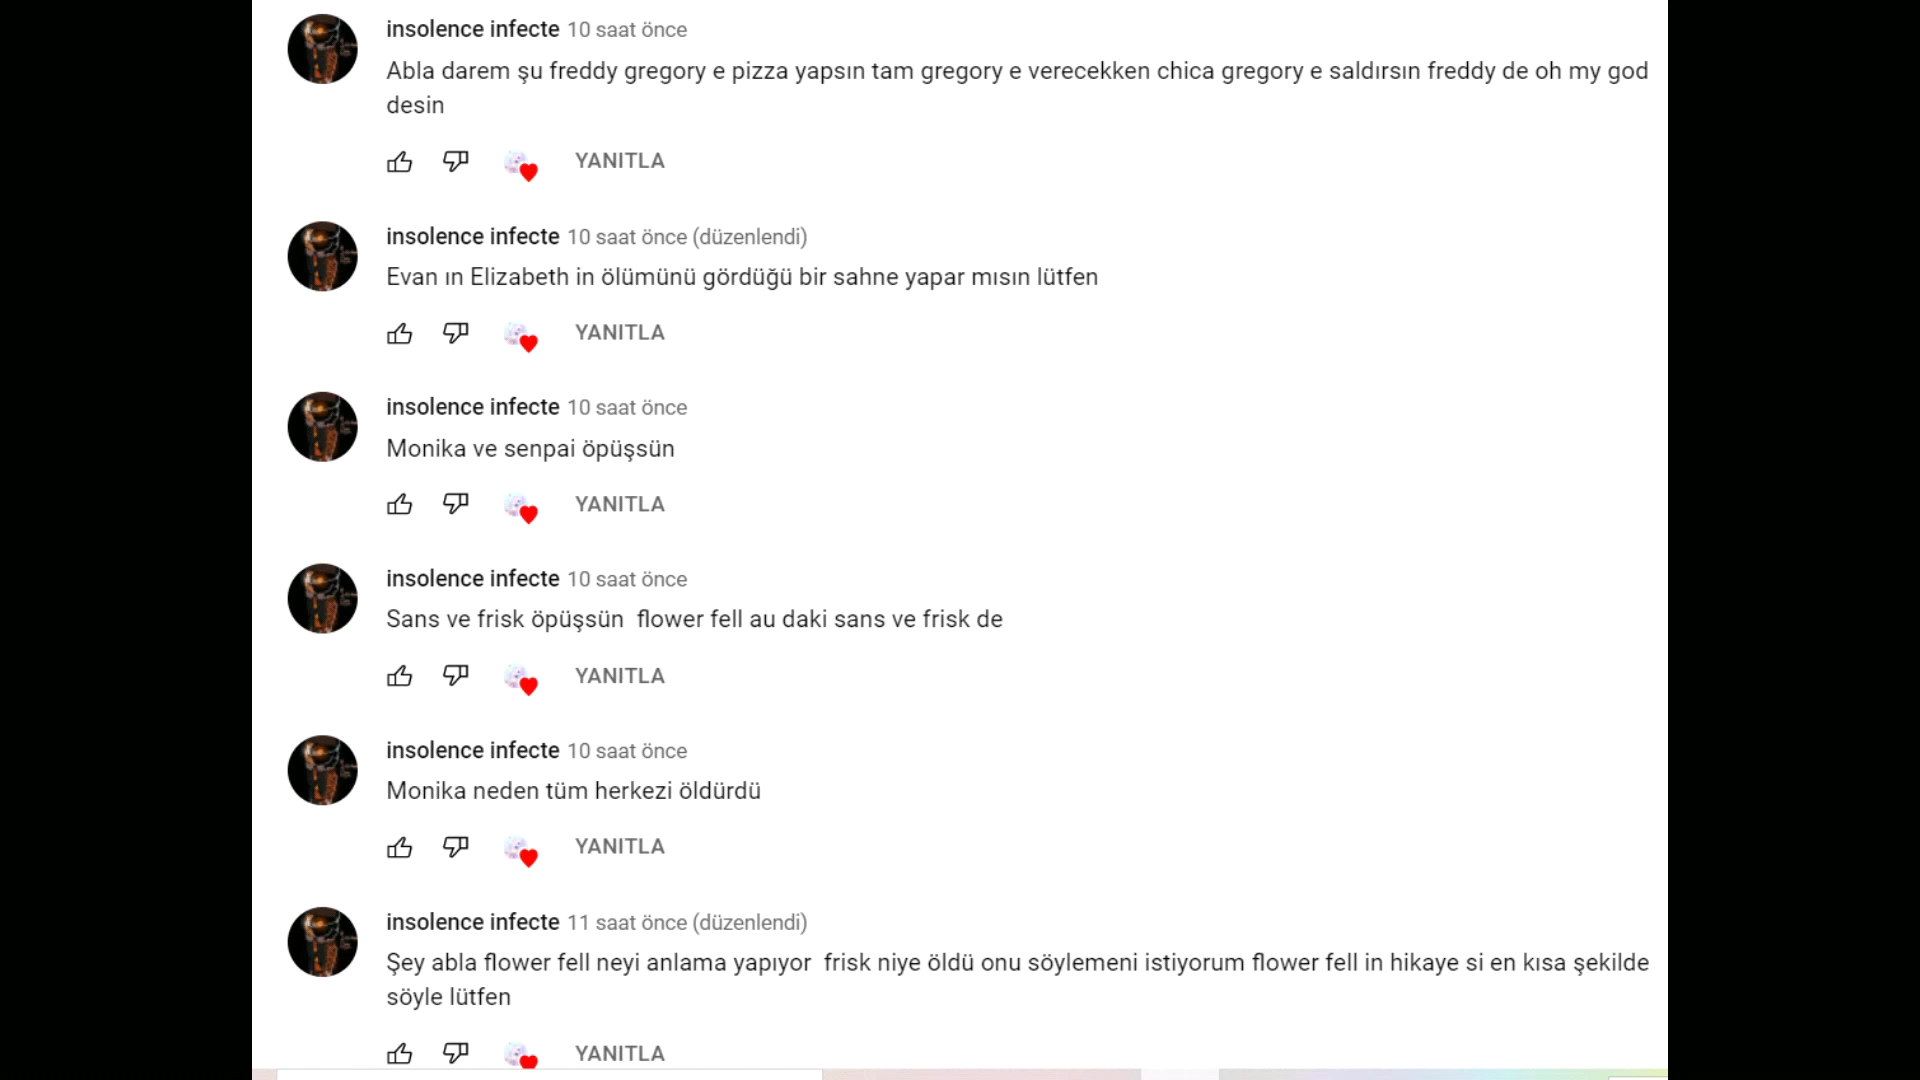 insolence infecte 10 saat önce
Abla darem şu freddy gregory e pizza yapsın tam gregory e verecekken chica gregory e saldırsın freddy de oh my god
desin
YANITLA
insolence infecte 10 saat önce (düzenlendi)
Evan ın Elizabeth in ölümünü gördüğü bir sahne yapar mısın lütfen
YANITLA
insolence infecte 10 saat önce
Monika ve senpai öpüşsün
YANITLA
insolence infecte 10 saat önce
Sans ve frisk öpüşsün  flower fell au daki sans ve frisk de
YANITLA
insolence infecte 10 saat önce
Monika neden tüm herkezi öldürdü
YANITLA
insolence infecte 11 saat önce (düzenlendi)
Şey abla flower fell neyi anlama yapıyor  frisk niye öldü onu söylemeni istiyorum flower fell in hikaye si en kısa şekilde
söyle lütfen
YANITLA